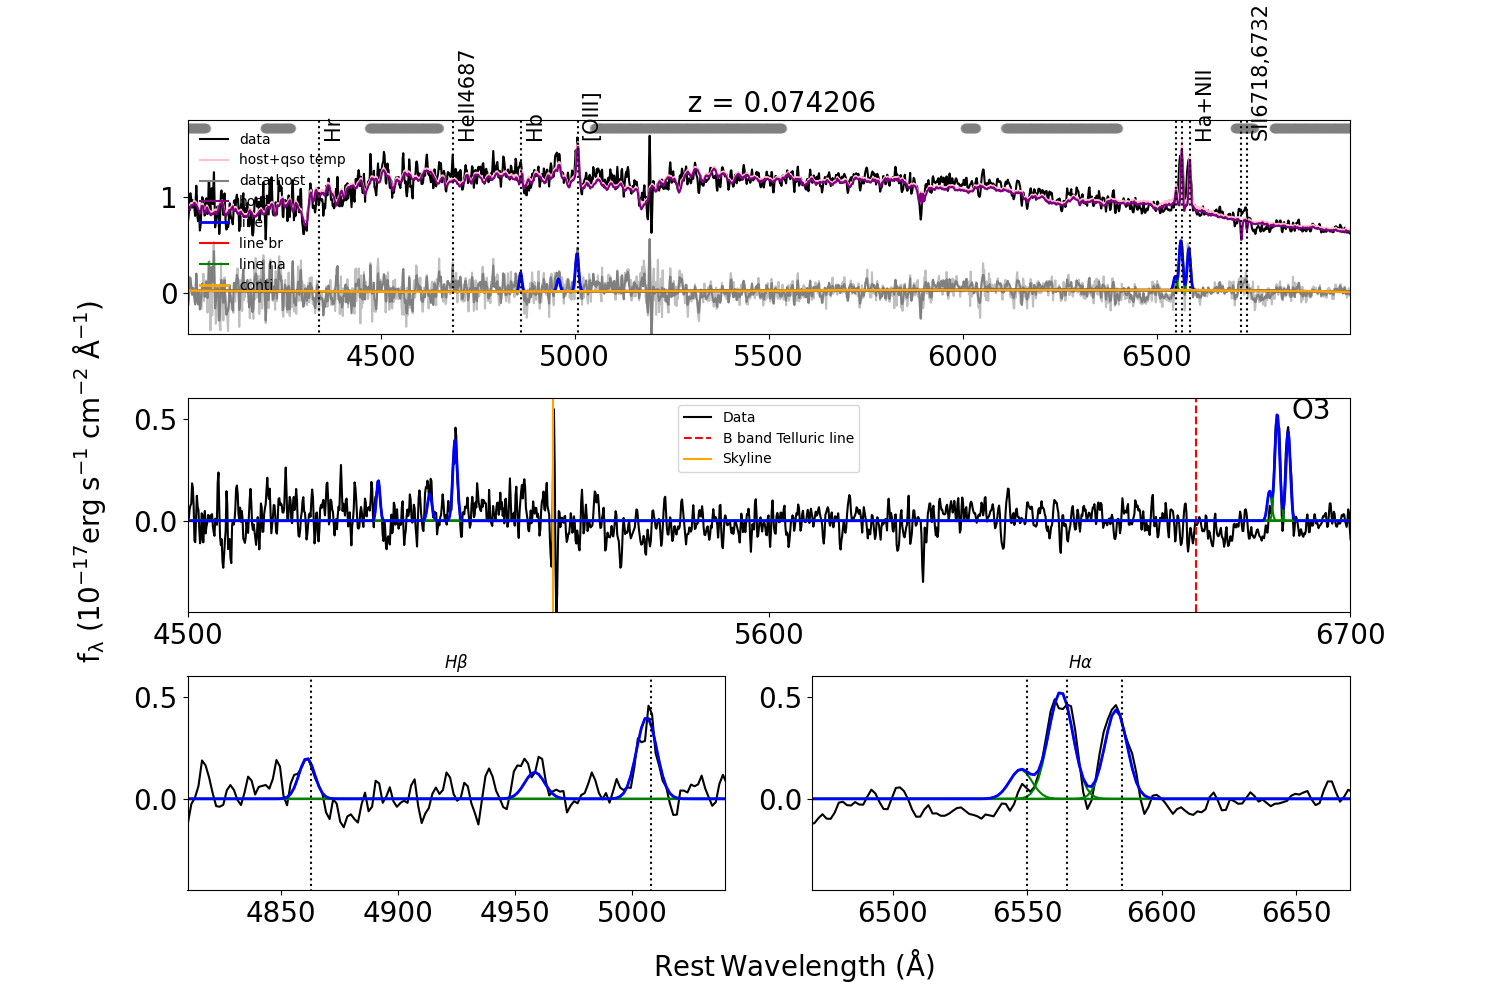 z = 0.074206
Hr
HeII4687
Hb
[OIII]
Ha+NII
SII6718,6732
data
host+qso temp
data-host
line
line br
line na
conti
1
0
4500 5000 5500 6000 6500
fλ (10⁻¹⁷erg s⁻¹ cm⁻² Å⁻¹)
O3
Data
B band Telluric line
Skyline
0.5
0.0
4500 5600 6700
Hβ
0.5
0.0
4850 4900 4950 5000
Hα
0.5
0.0
6500 6550 6600 6650
Rest Wavelength (Å)